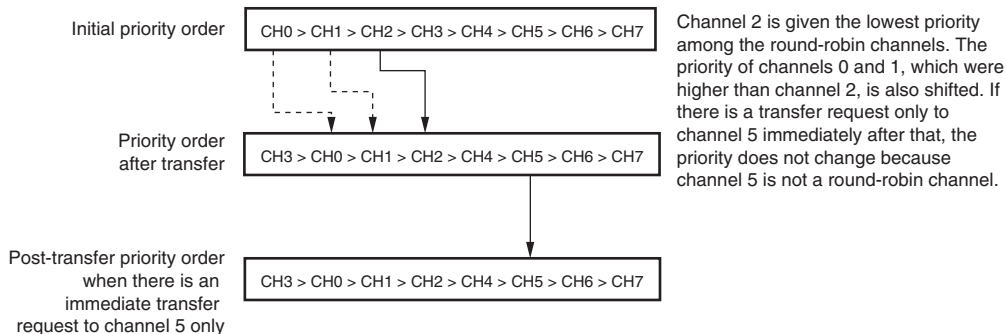 Initial priority order
CH0 > CH1 > CH2 > CH3 > CH4 > CH5 > CH6 > CH7
Channel 2 is given the lowest priority
among the round-robin channels. The
priority of channels 0 and 1, which were
higher than channel 2, is also shifted. If
there is a transfer request only to
channel 5 immediately after that, the
priority does not change because
channel 5 is not a round-robin channel.
Priority order
after transfer
CH3 > CH0 > CH1 > CH2 > CH4 > CH5 > CH6 > CH7
Post-transfer priority order
when there is an
immediate transfer
request to channel 5 only
CH3 > CH0 > CH1 > CH2 > CH4 > CH5 > CH6 > CH7